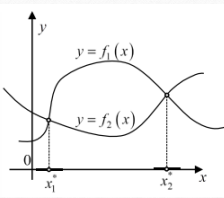 y
y = f₁(x)
y = f₂(x)
0
x₁*
x₂*
x